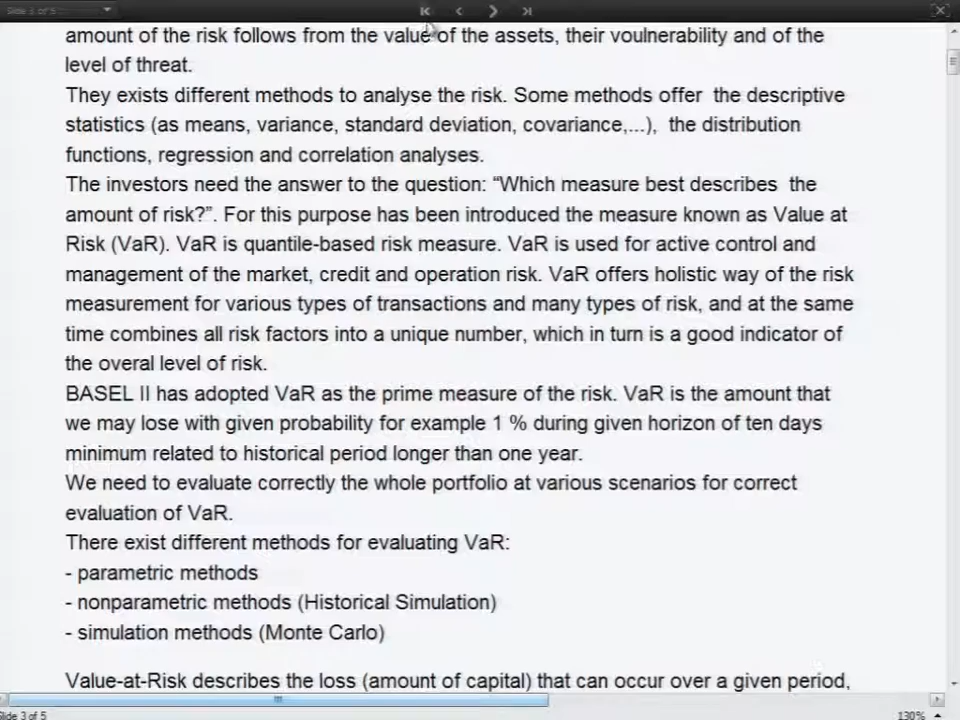 Slide 3 of 5
amount of the risk follows from the value of the assets, their voulnerability and of the
level of threat.
They exists different methods to analyse the risk. Some methods offer  the descriptive
statistics (as means, variance, standard deviation, covariance,...),  the distribution
functions, regression and correlation analyses.
The investors need the answer to the question: “Which measure best describes  the
amount of risk?”. For this purpose has been introduced the measure known as Value at
Risk (VaR). VaR is quantile-based risk measure. VaR is used for active control and
management of the market, credit and operation risk. VaR offers holistic way of the risk
measurement for various types of transactions and many types of risk, and at the same
time combines all risk factors into a unique number, which in turn is a good indicator of
the overal level of risk.
BASEL II has adopted VaR as the prime measure of the risk. VaR is the amount that
we may lose with given probability for example 1 % during given horizon of ten days
minimum related to historical period longer than one year.
We need to evaluate correctly the whole portfolio at various scenarios for correct
evaluation of VaR.
There exist different methods for evaluating VaR:
- parametric methods
- nonparametric methods (Historical Simulation)
- simulation methods (Monte Carlo)
Value-at-Risk describes the loss (amount of capital) that can occur over a given period,
Slide 3 of 5
130%